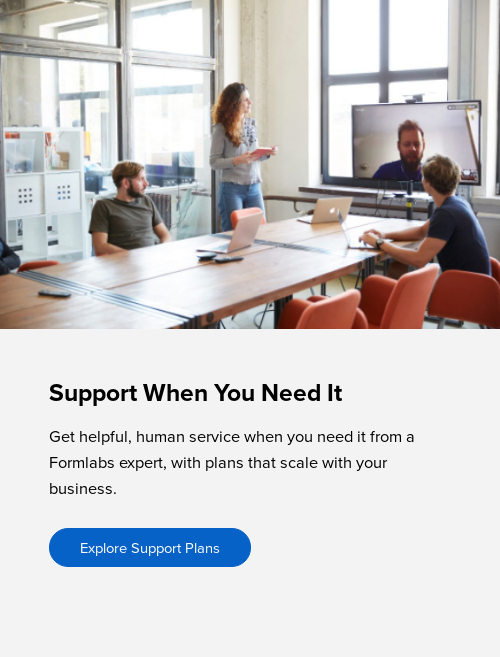 Support When You Need It
Get helpful, human service when you need it from a
Formlabs expert, with plans that scale with your
business.
Explore Support Plans